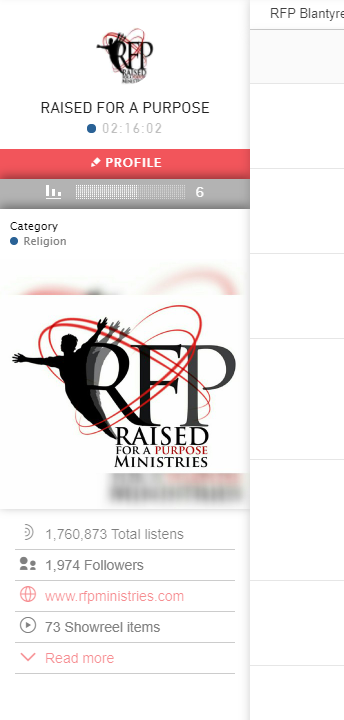 RFP
RAISED
FOR A PURPOSE
MINISTRIES
RAISED FOR A PURPOSE
02:16:02
PROFILE
6
Category
Religion
RFP
RAISED
FOR A PURPOSE
MINISTRIES
1,760,873 Total listens
1,974 Followers
www.rfpministries.com
73 Showreel items
Read more
RFP Blantyre